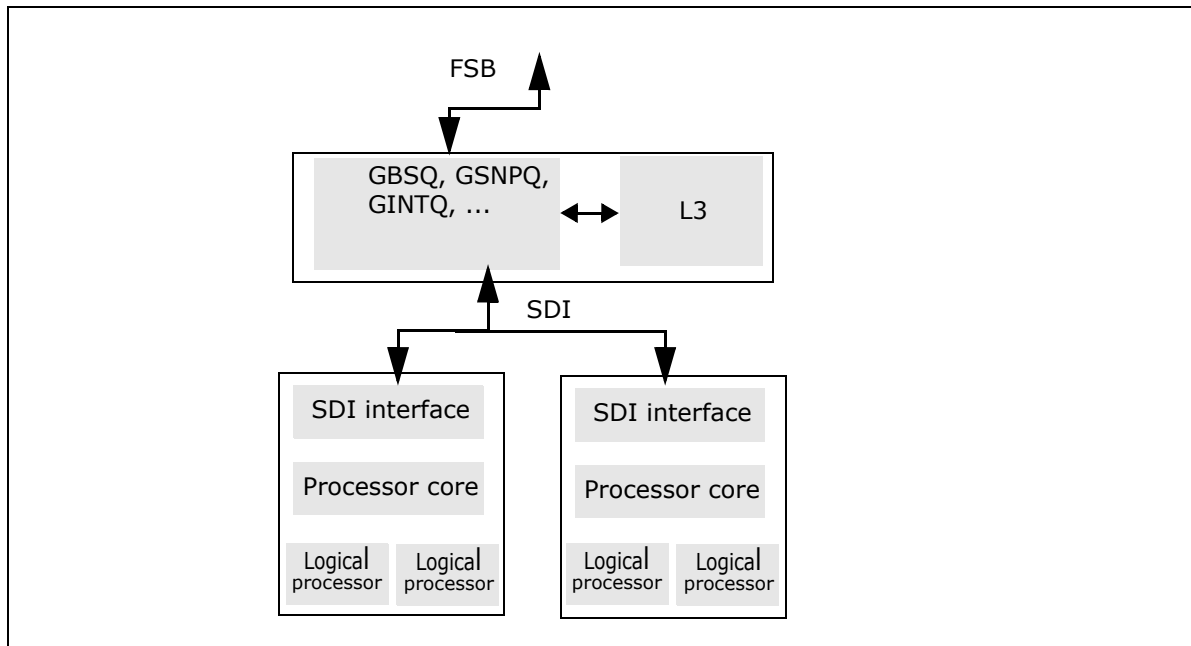 FSB
GBSQ, GSNPQ,
GINTQ, ...
L3
SDI
SDI interface
Processor core
Logical
processor
Logical
processor
SDI interface
Processor core
Logical
processor
Logical
processor